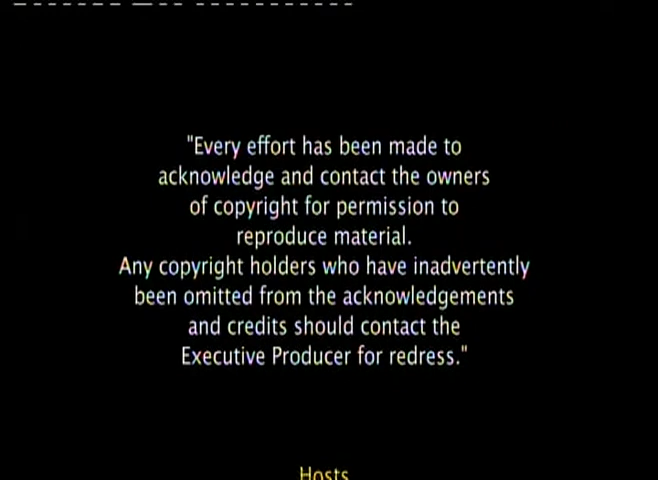 "Every effort has been made to
acknowledge and contact the owners
of copyright for permission to
reproduce material.
Any copyright holders who have inadvertently
been omitted from the acknowledgements
and credits should contact the
Executive Producer for redress."
Hosts